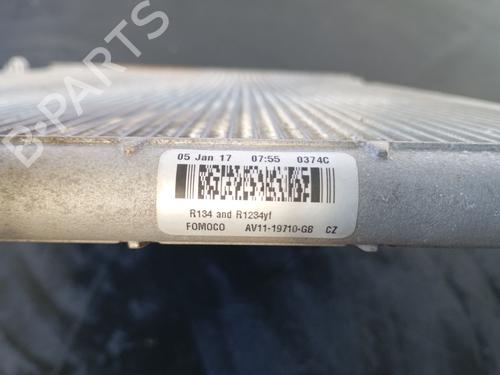 B-PARTS
05 Jan 17 07:55 0374C
R134 and R1234yf
FOMOCO AV11-19710-GB CZ